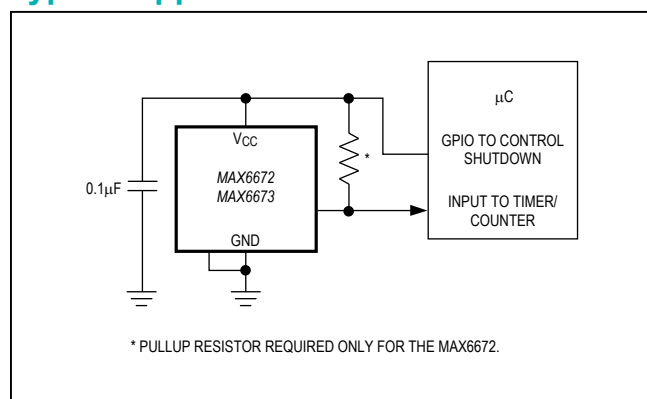 VCC
MAX6672
MAX6673
GND
0.1μF
*
μC
GPIO TO CONTROL
SHUTDOWN
INPUT TO TIMER/
COUNTER
* PULLUP RESISTOR REQUIRED ONLY FOR THE MAX6672.